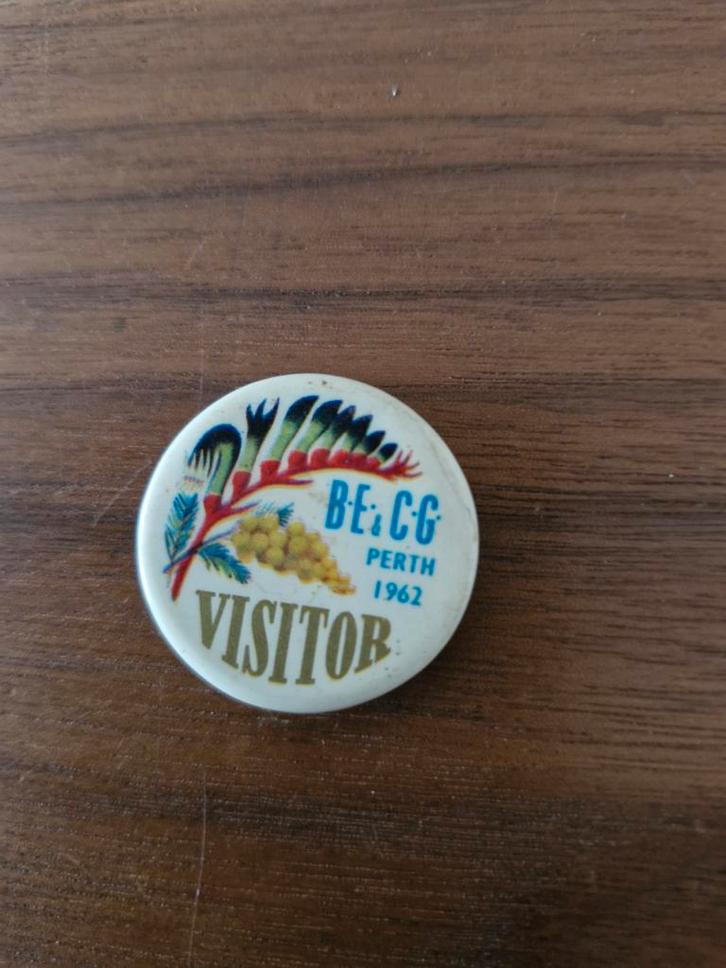 B·E·& C·G·
PERTH
1962
VISITOR